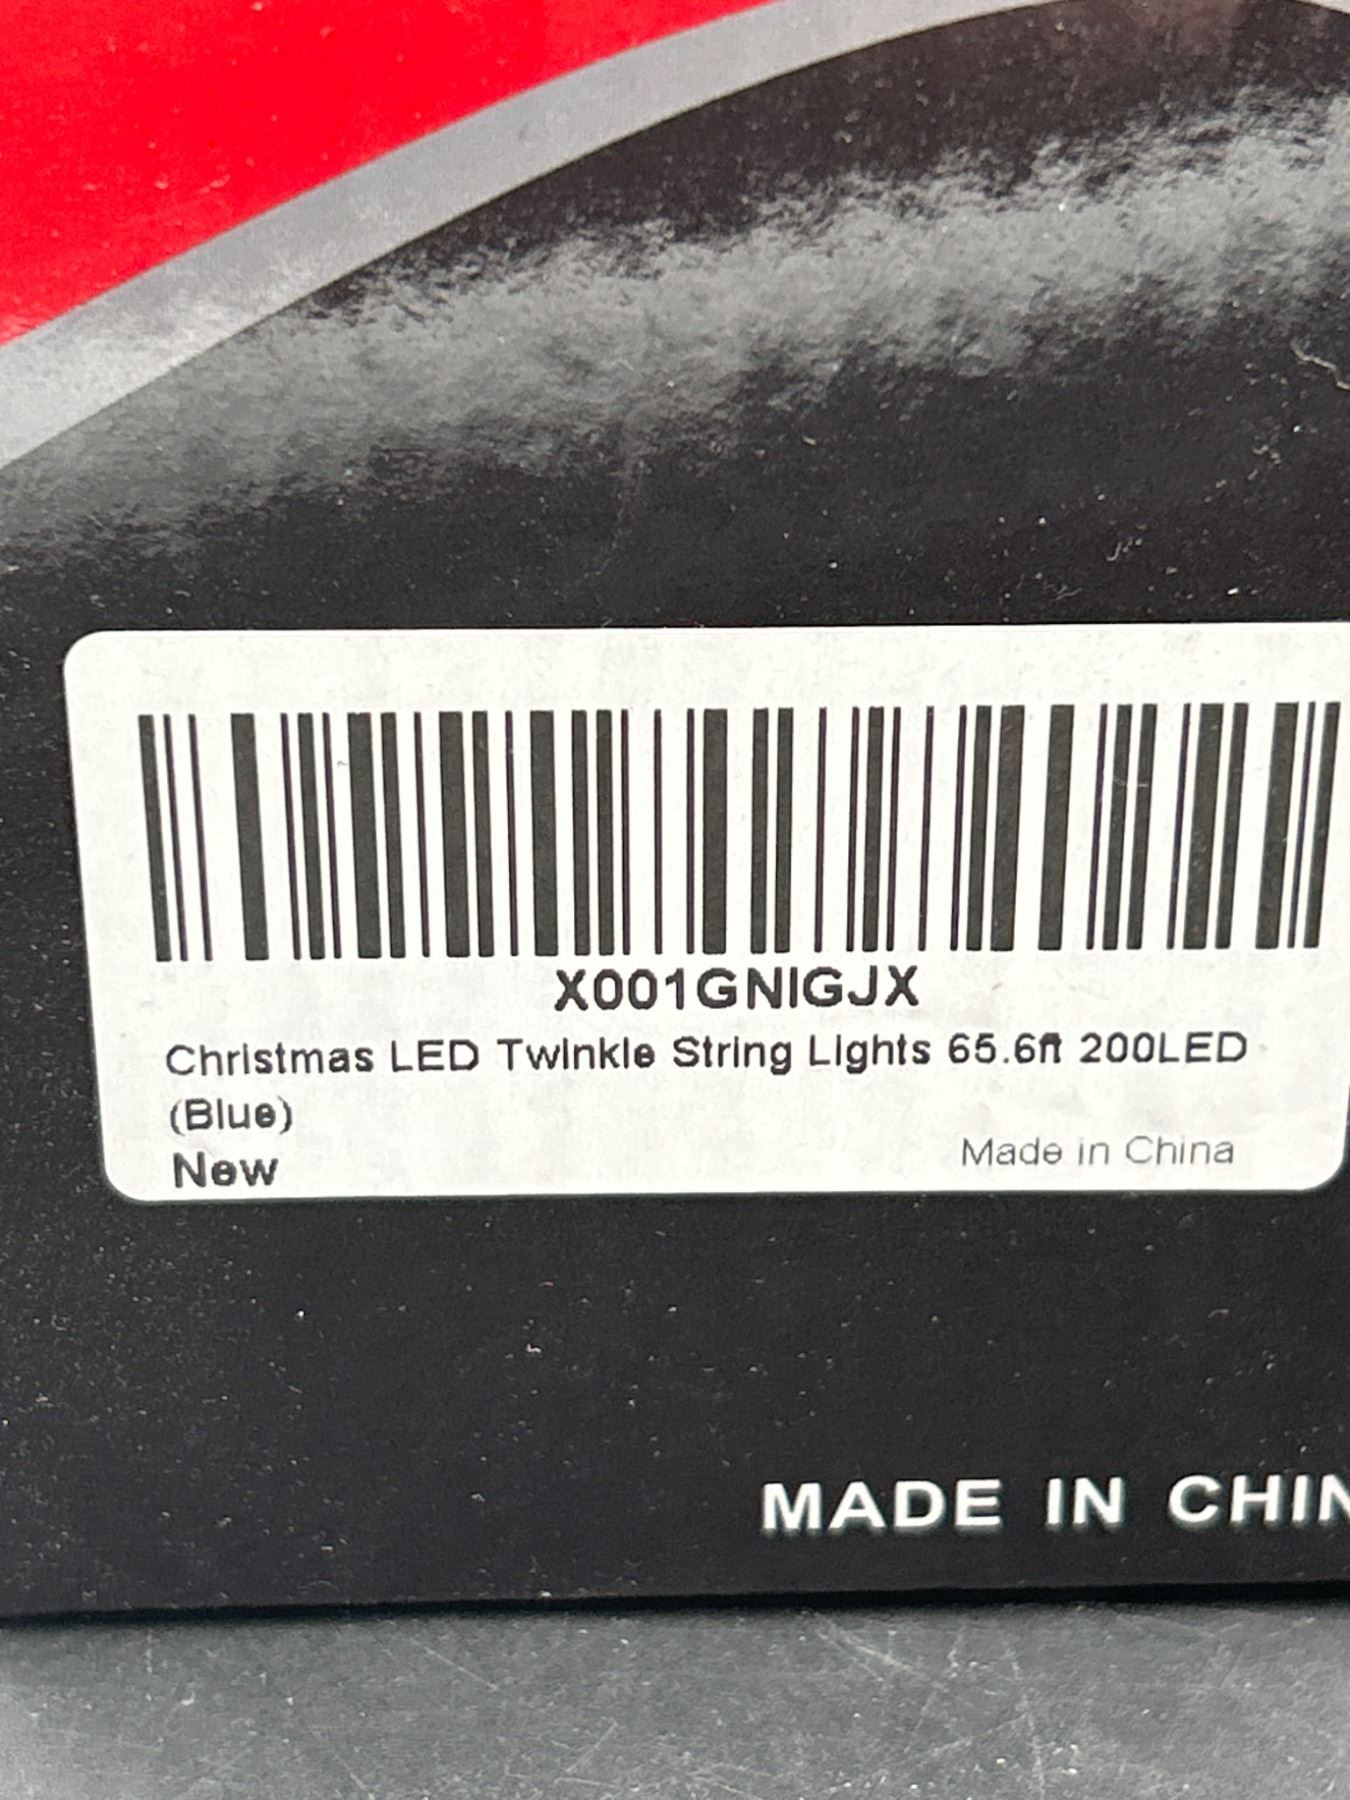 X001GNIGJX
Christmas LED Twinkle String Lights 65.6ft 200LED
(Blue)
New
Made in China
MADE IN CHIN